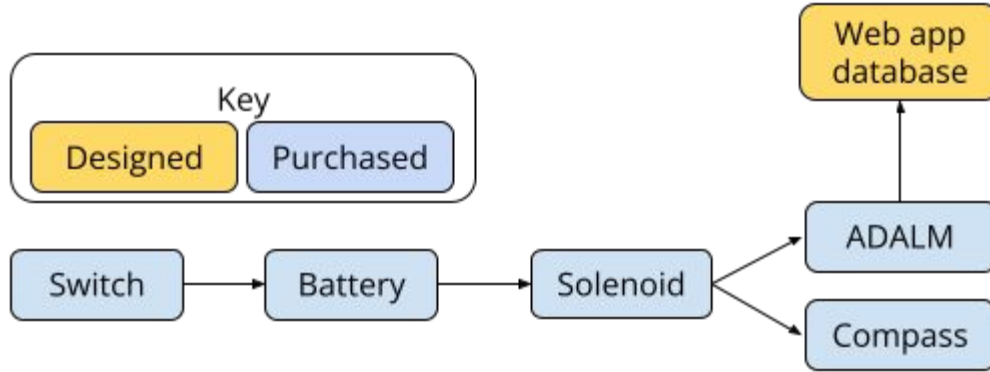 Web app
database
Key
Designed
Purchased
ADALM
Switch
Battery
Solenoid
Compass